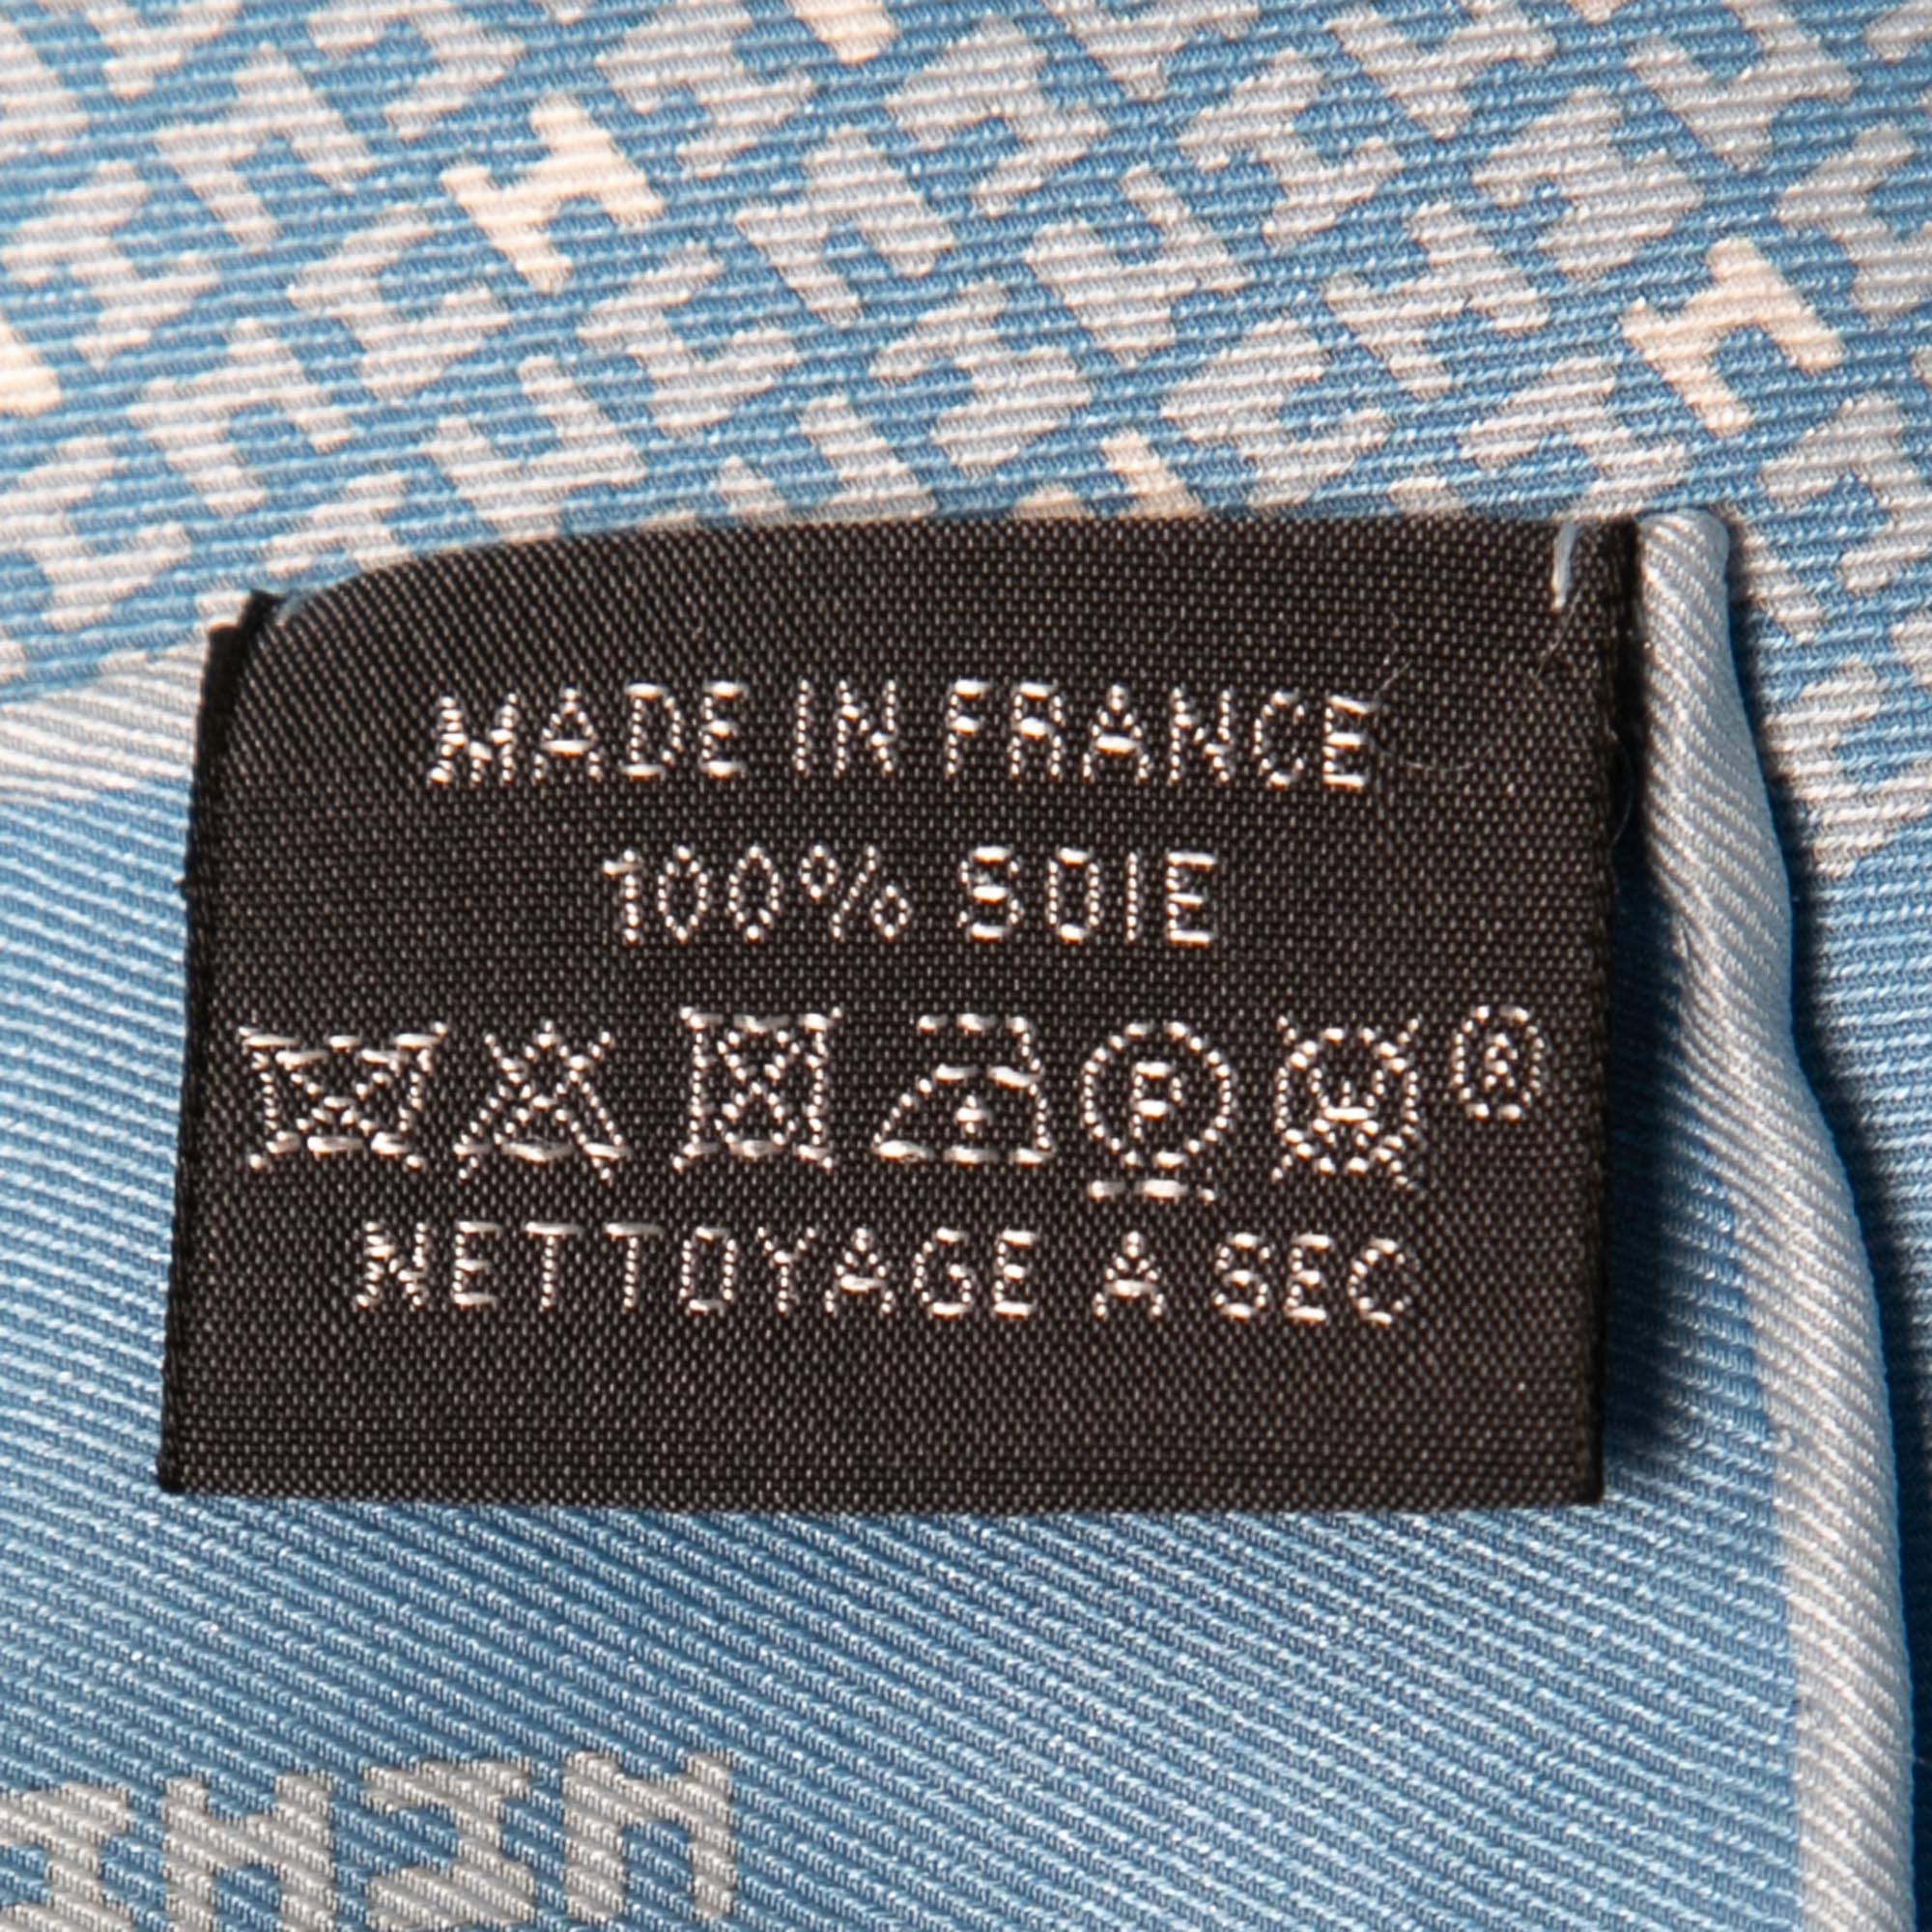 MADE IN FRANCE
100% SOIE
P W ®
NETTOYAGE A SEC